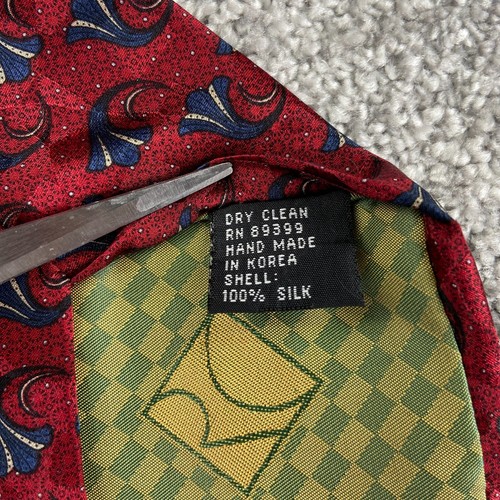 DRY CLEAN
RN 89399
HAND MADE
IN KOREA
SHELL:
100% SILK